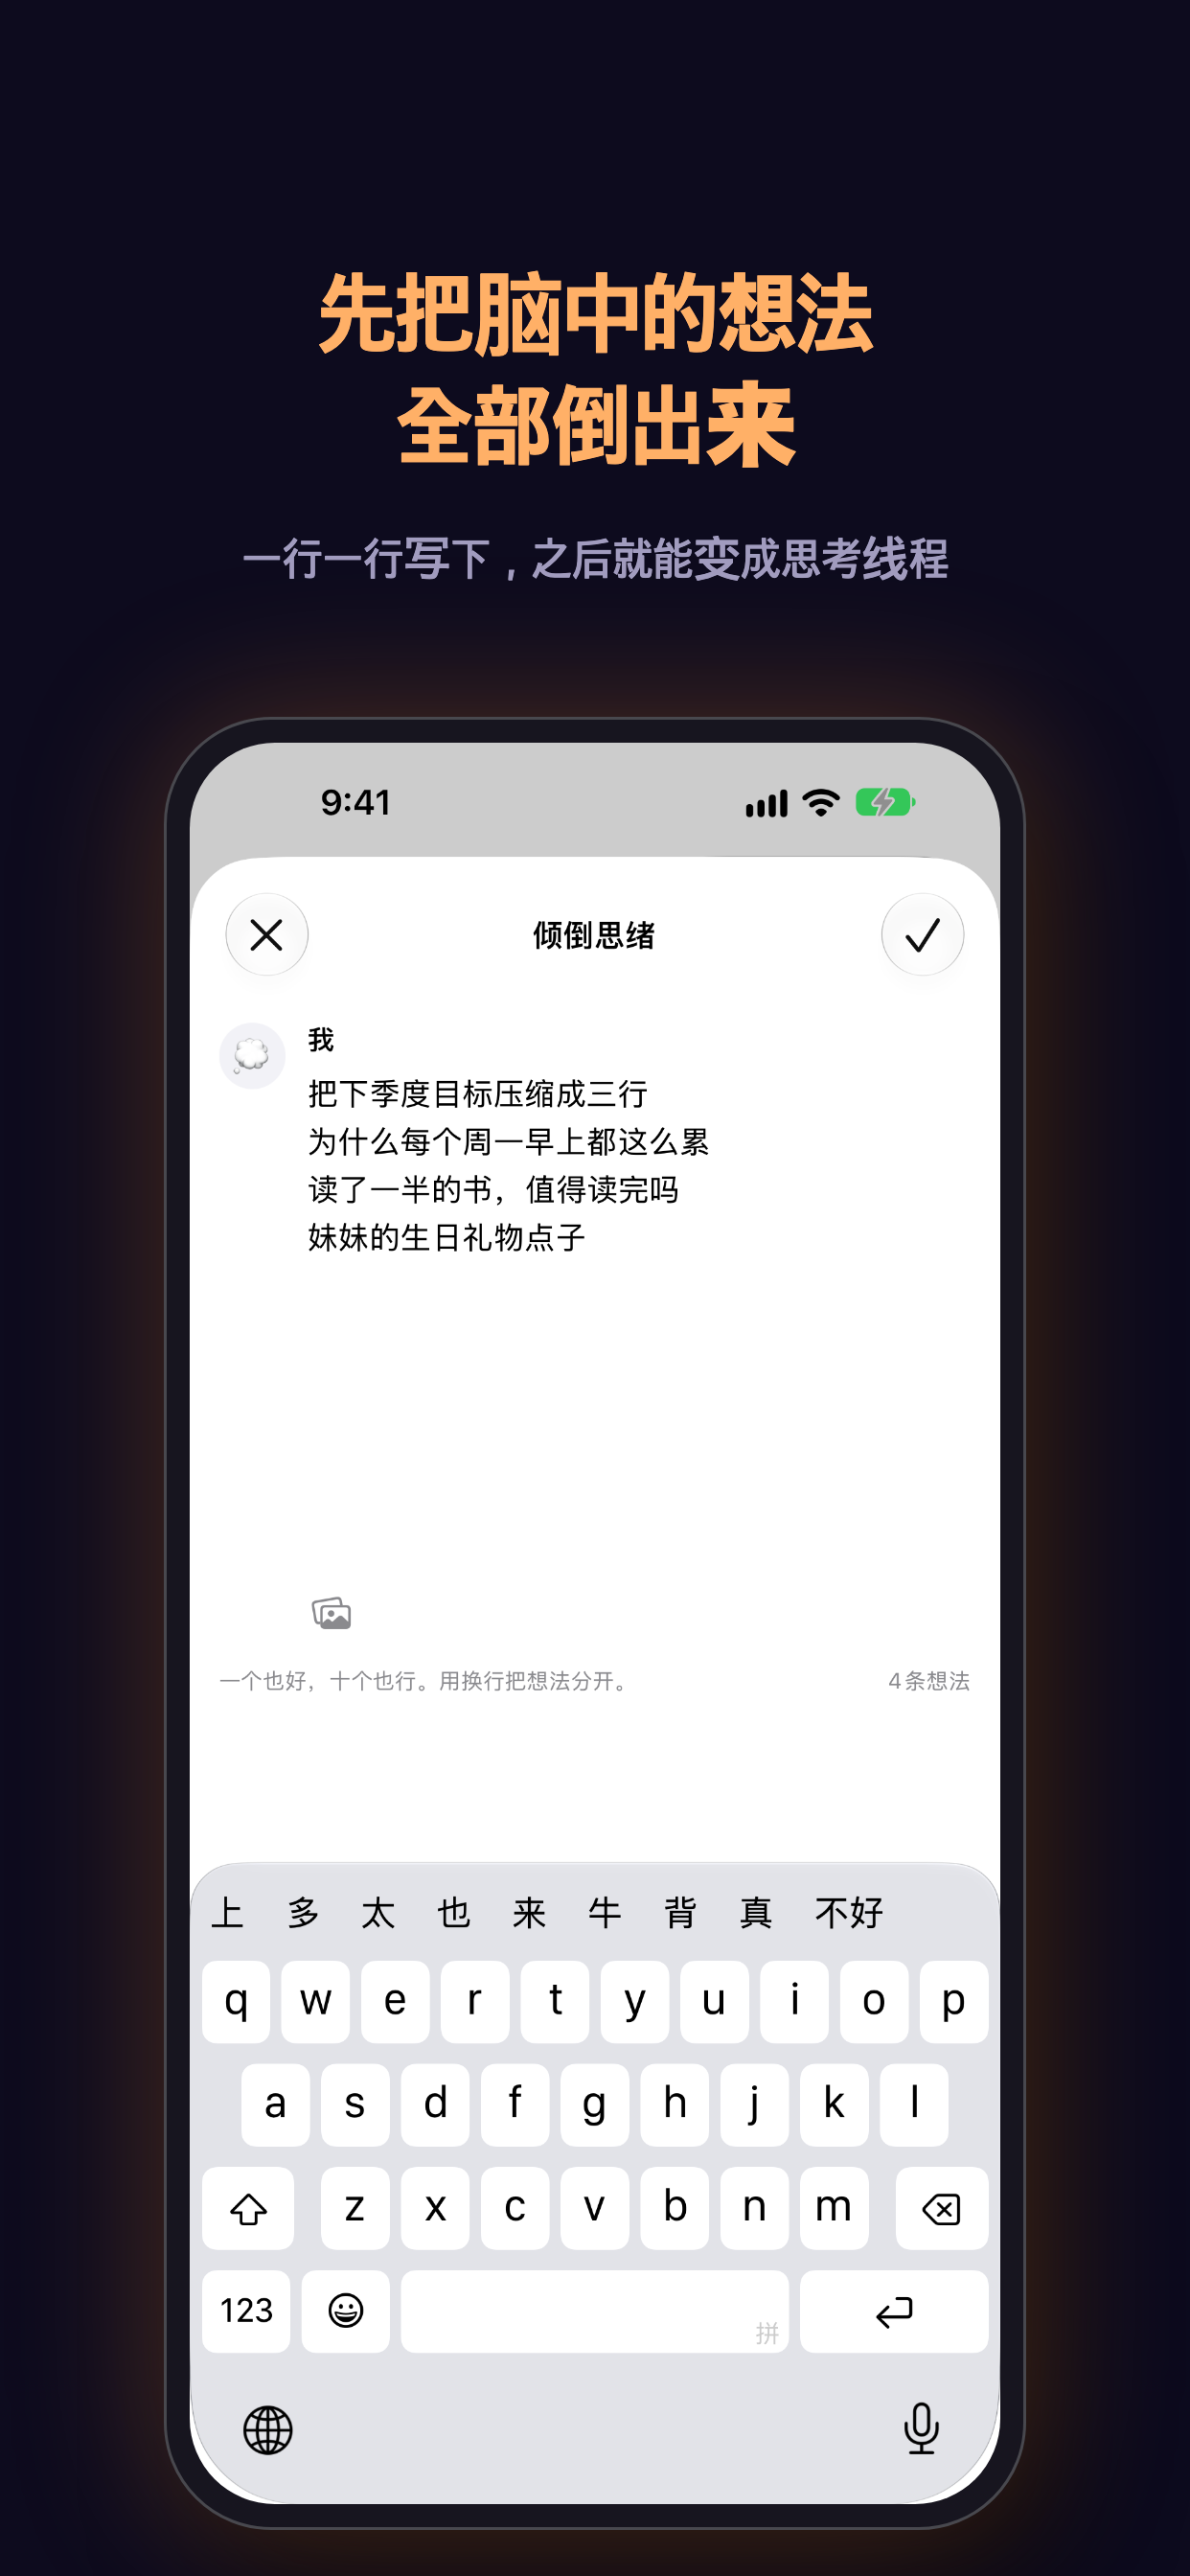 先把脑中的想法
全部倒出来
一行一行写下，之后就能变成思考线程
9:41
倾倒思绪
我
把下季度目标压缩成三行
为什么每个周一早上都这么累
读了一半的书，值得读完吗
妹妹的生日礼物点子
一个也好，十个也行。用换行把想法分开。
4 条想法
上 多 太 也 来 牛 背 真 不好
q w e r t y u i o p
a s d f g h j k l
z x c v b n m
123
拼